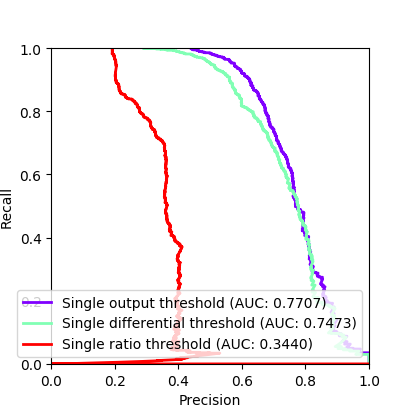 1.0
0.8
0.6
0.4
0.2
0.0
Recall
Single output threshold (AUC: 0.7707)
Single differential threshold (AUC: 0.7473)
Single ratio threshold (AUC: 0.3440)
0.0 0.2 0.4 0.6 0.8 1.0
Precision